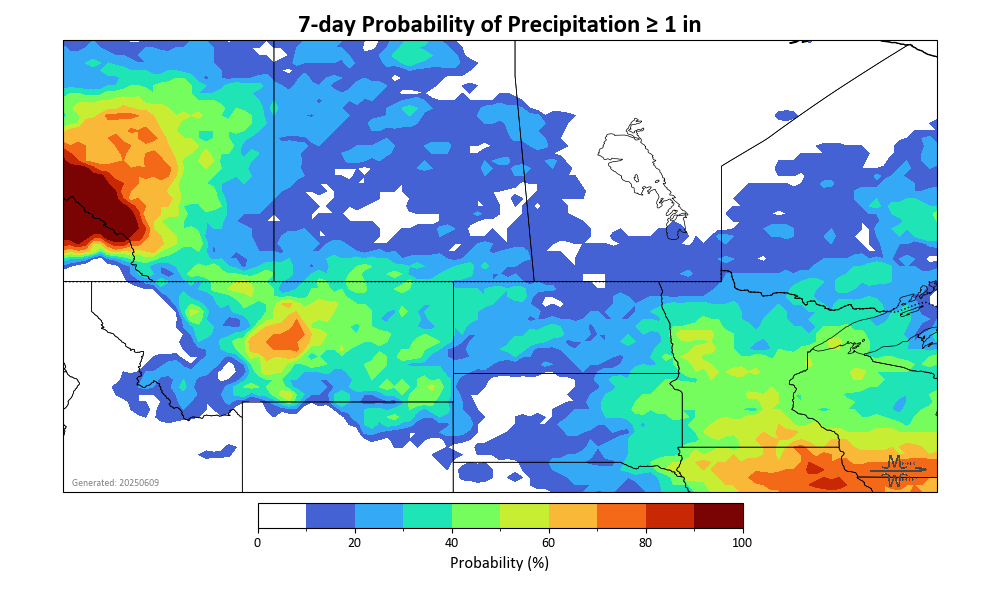 7-day Probability of Precipitation ≥ 1 in
Generated: 20250609
0 20 40 60 80 100
Probability (%)